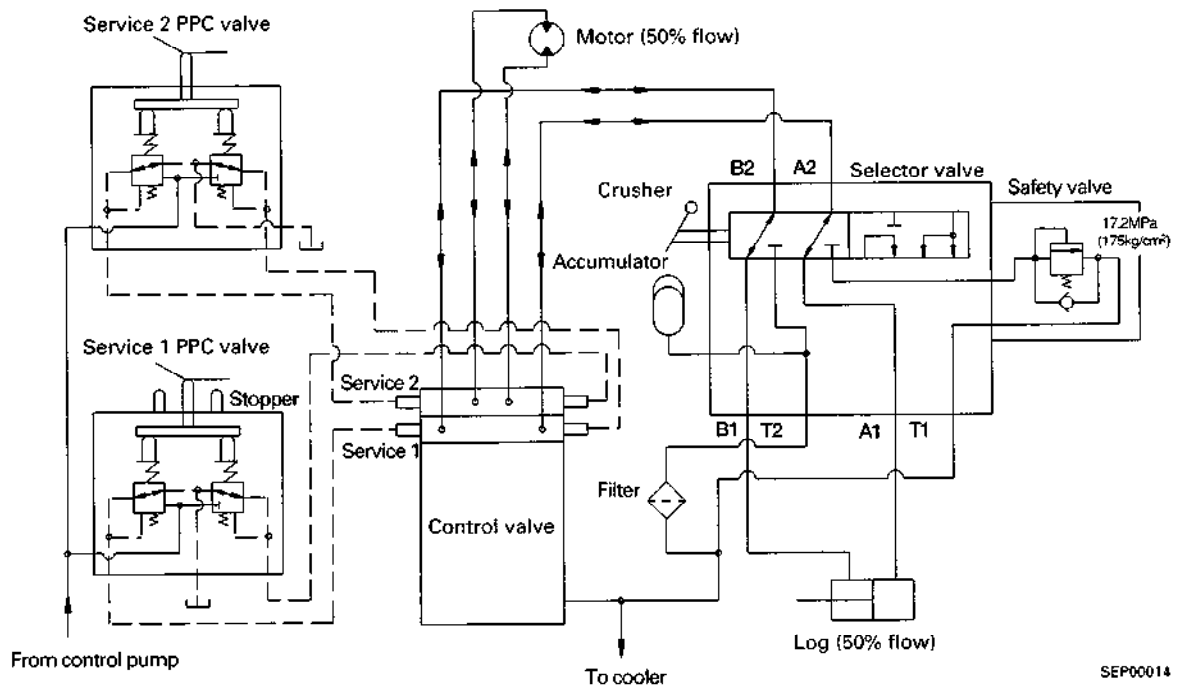 Service 2 PPC valve
Motor (50% flow)
B2
A2
Selector valve
Crusher
Safety valve
17.2MPa
(175kg/cm²)
Accumulator
Service 1 PPC valve
Stopper
Service 2
Service 1
B1
T2
A1
T1
Filter
Control valve
Log (50% flow)
From control pump
To cooler
SEP00014